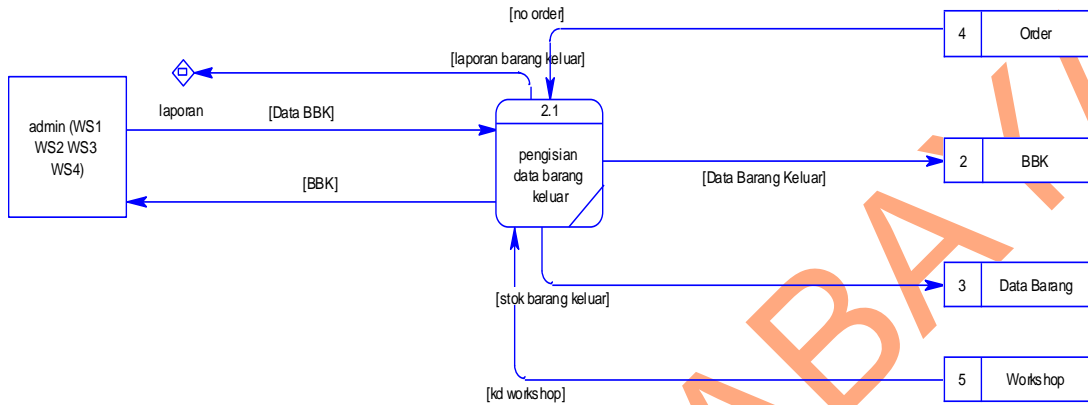 [no order]
4 Order
[laporan barang keluar]
laporan
[Data BBK]
admin (WS1
WS2 WS3
WS4)
2.1
pengisian
data barang
keluar
[BBK]
[Data Barang Keluar]
2 BBK
3 Data Barang
[stok barang keluar]
5 Workshop
[kd workshop]